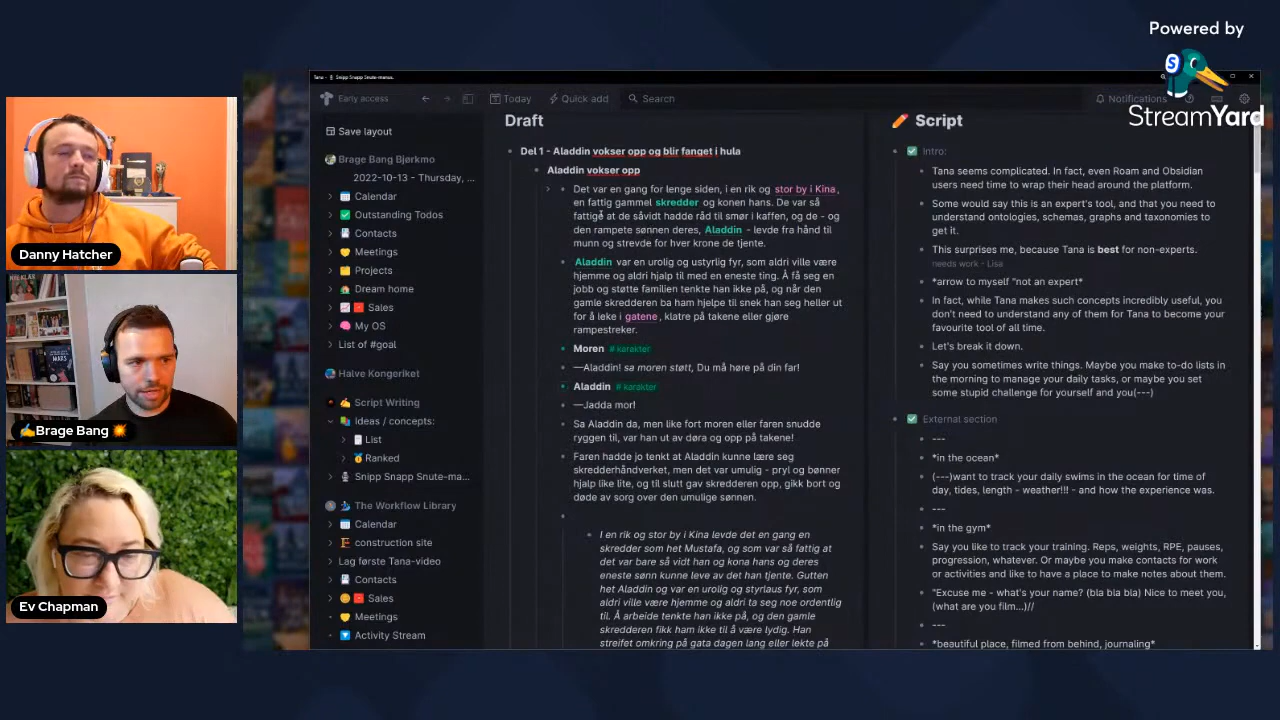 Powered by
StreamYard
Danny Hatcher
✍️Brage Bang 💥
Ev Chapman
Tana - Snipp Snapp Snute-manus.
Early access
Today
Quick add
Search
Notifications
Save layout
Brage Bang Bjørkmo
2022-10-13 - Thursday, ...
Calendar
Outstanding Todos
Contacts
Meetings
Projects
Dream home
Sales
My OS
List of #goal
Halve Kongeriket
Script Writing
Ideas / concepts:
List
Ranked
Snipp Snapp Snute-ma...
The Workflow Library
Calendar
construction site
Lag første Tana-video
Contacts
Sales
Meetings
Activity Stream
Draft
Del 1 - Aladdin vokser opp og blir fanget i hula
Aladdin vokser opp
Det var en gang for lenge siden, i en rik og stor by i Kina,
en fattig gammel skredder og konen hans. De var så
fattige at de såvidt hadde råd til smør i kaffen, og de - og
den rampete sønnen deres, Aladdin - levde fra hånd til
munn og strevde for hver krone de tjente.
Aladdin var en urolig og ustyrlig fyr, som aldri ville være
hjemme og aldri hjalp til med en eneste ting. Å få seg en
jobb og støtte familien tenkte han ikke på, og når den
gamle skredderen ba ham hjelpe til snek han seg heller ut
for å leke i gatene, klatre på takene eller gjøre
rampestreker.
Moren # karakter
—Aladdin! sa moren støtt, Du må høre på din far!
Aladdin # karakter
—Jadda mor!
Sa Aladdin da, men like fort moren eller faren snudde
ryggen til, var han ut av døra og opp på takene!
Faren hadde jo tenkt at Aladdin kunne lære seg
skredderhåndverket, men det var umulig - pryl og bønner
hjalp like lite, og til slutt gav skredderen opp, gikk bort og
døde av sorg over den umulige sønnen.
I en rik og stor by i Kina levde det en gang en
skredder som het Mustafa, og som var så fattig at
det var bare så vidt han og kona hans og deres
eneste sønn kunne leve av det han tjente. Gutten
het Aladdin og var en urolig og styrlaus fyr, som
aldri ville være hjemme og aldri ta seg noe ordentlig
til. Å arbeide tenkte han ikke på, og den gamle
skredderen fikk ham ikke til å være lydig. Han
streifet omkring på gata dagen lang eller lekte på
✏️ Script
Intro:
Tana seems complicated. In fact, even Roam and Obsidian
users need time to wrap their head around the platform.
Some would say this is an expert's tool, and that you need to
understand ontologies, schemas, graphs and taxonomies to
get it.
This surprises me, because Tana is best for non-experts.
needs work - Lisa
*arrow to myself "not an expert*
In fact, while Tana makes such concepts incredibly useful, you
don't need to understand any of them for Tana to become your
favourite tool of all time.
Let's break it down.
Say you sometimes write things. Maybe you make to-do lists in
the morning to manage your daily tasks, or maybe you set
some stupid challenge for yourself and you(---)
External section
---
*in the ocean*
(---)want to track your daily swims in the ocean for time of
day, tides, length - weather!!! - and how the experience was.
---
*in the gym*
Say you like to track your training. Reps, weights, RPE, pauses,
progression, whatever. Or maybe you make contacts for work
or activities and like to have a place to make notes about them.
"Excuse me - what's your name? (bla bla bla) Nice to meet you,
(what are you film...)//
---
*beautiful place, filmed from behind, journaling*